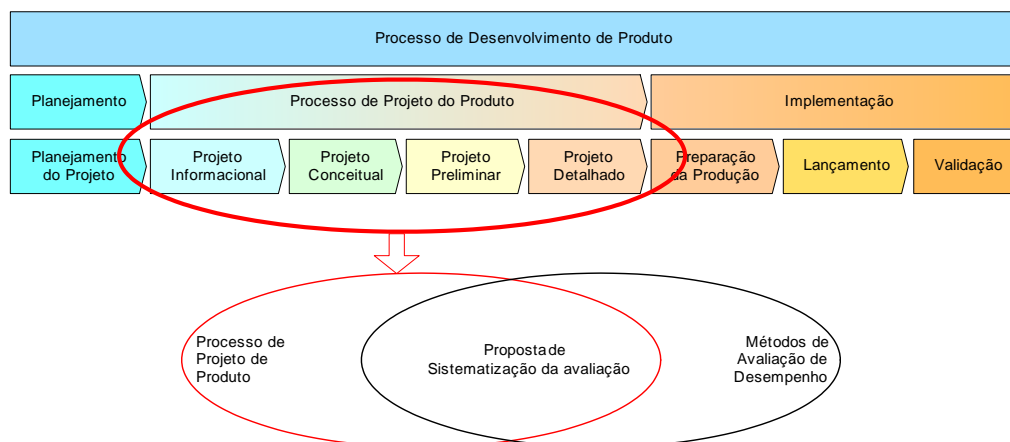 Processo de Desenvolvimento de Produto
Planejamento
Processo de Projeto do Produto
Implementação
Planejamento
do Projeto
Projeto
Informacional
Projeto
Conceitual
Projeto
Preliminar
Projeto
Detalhado
Preparação
da Produção
Lançamento
Validação
Processo de
Projeto de
Produto
Proposta de
Sistematização da avaliação
Métodos de
Avaliação de
Desempenho